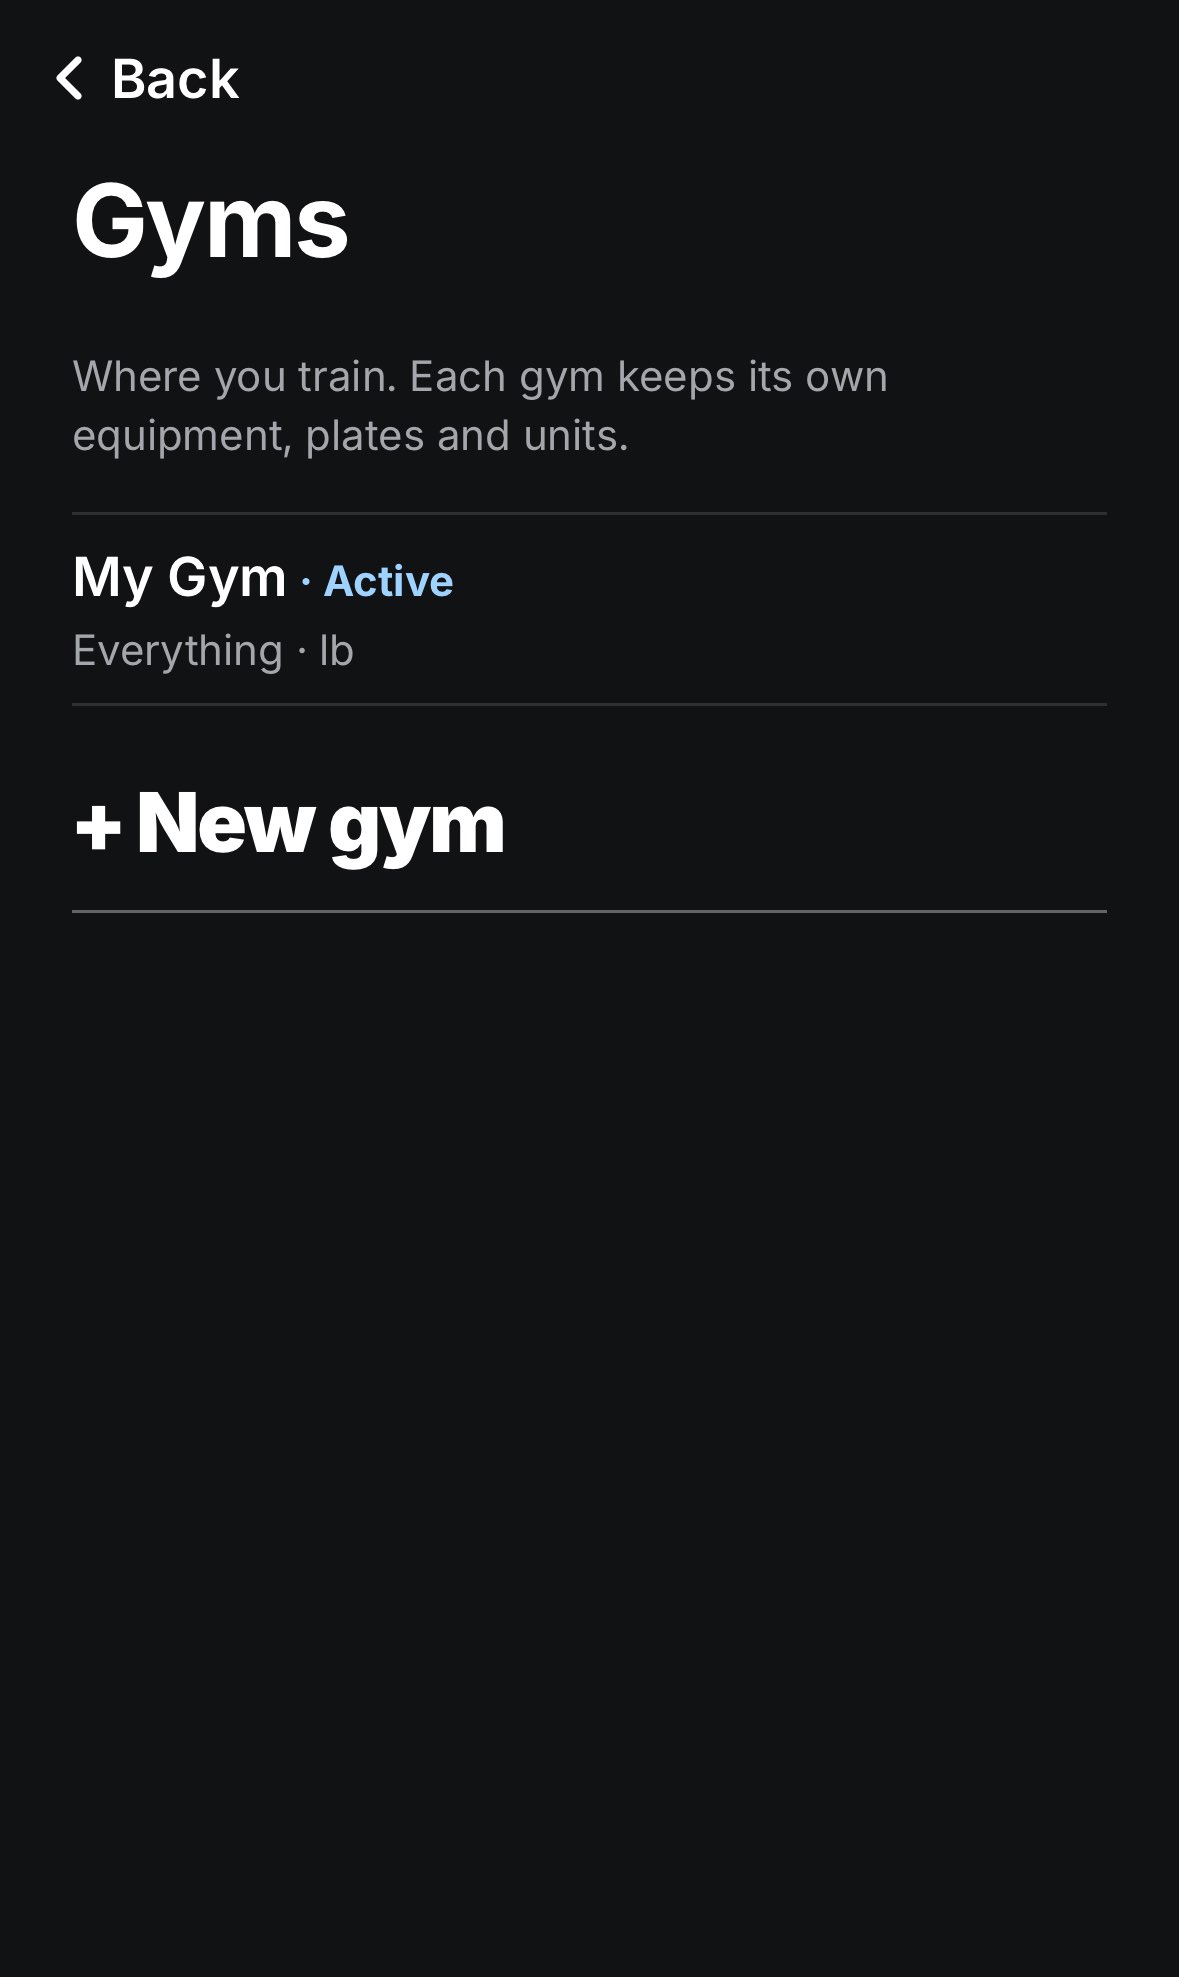 Back
Gyms
Where you train. Each gym keeps its own
equipment, plates and units.
My Gym · Active
Everything · lb
+ New gym